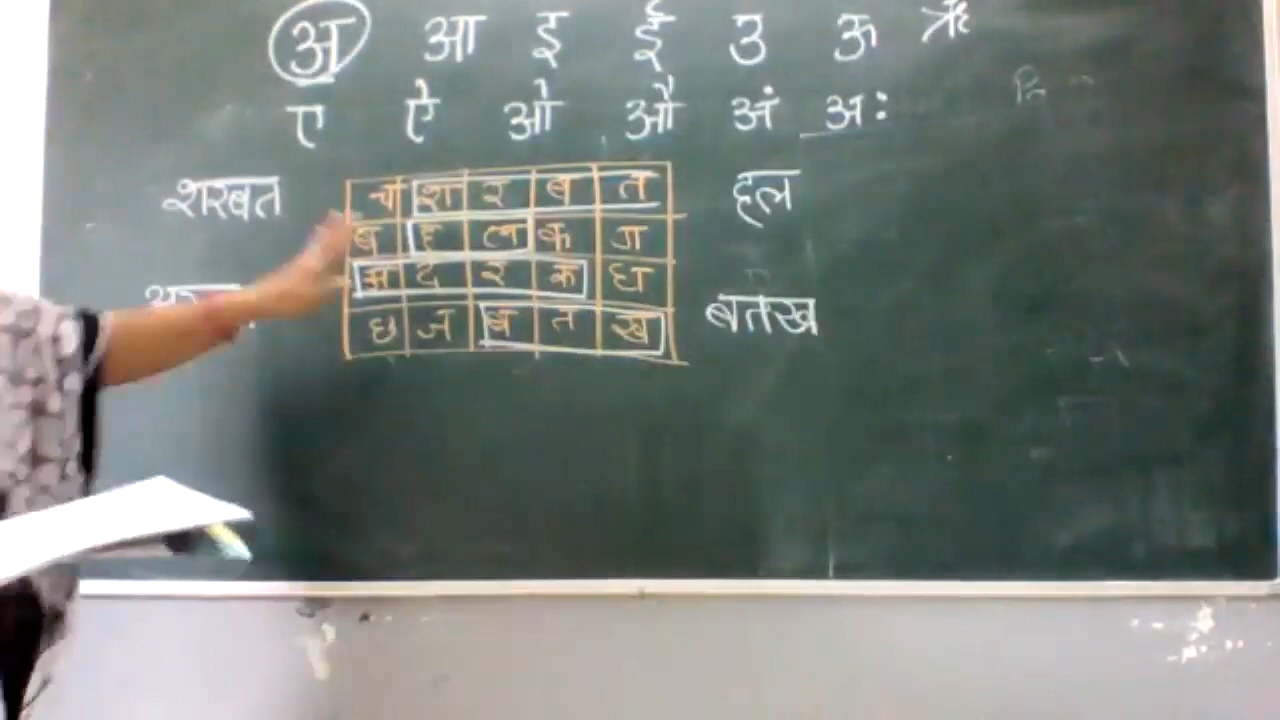 अ आ इ ई उ ऊ ऋ
ए ऐ ओ औ अं अः
शरबत
च श र ब त
हल
ब ह ल क ग
अ द र क घ
छ ज ब त ख
बतख